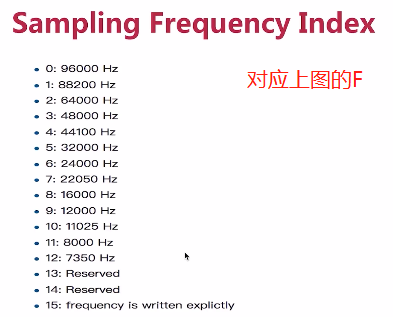 Sampling Frequency Index
对应上图的F
0: 96000 Hz
1: 88200 Hz
2: 64000 Hz
3: 48000 Hz
4: 44100 Hz
5: 32000 Hz
6: 24000 Hz
7: 22050 Hz
8: 16000 Hz
9: 12000 Hz
10: 11025 Hz
11: 8000 Hz
12: 7350 Hz
13: Reserved
14: Reserved
15: frequency is written explictly